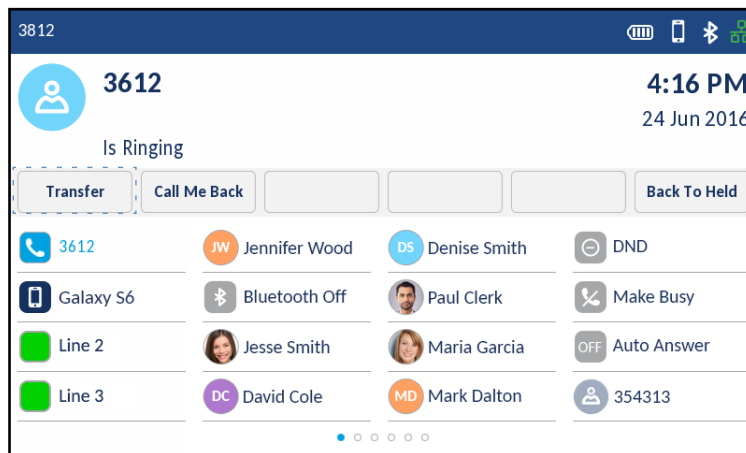 3812
3612
4:16 PM
24 Jun 2016
Is Ringing
Transfer
Call Me Back
Back To Held
3612
JW Jennifer Wood
DS Denise Smith
DND
Galaxy S6
Bluetooth Off
Paul Clerk
Make Busy
Line 2
Jesse Smith
Maria Garcia
OFF Auto Answer
Line 3
DC David Cole
MD Mark Dalton
354313